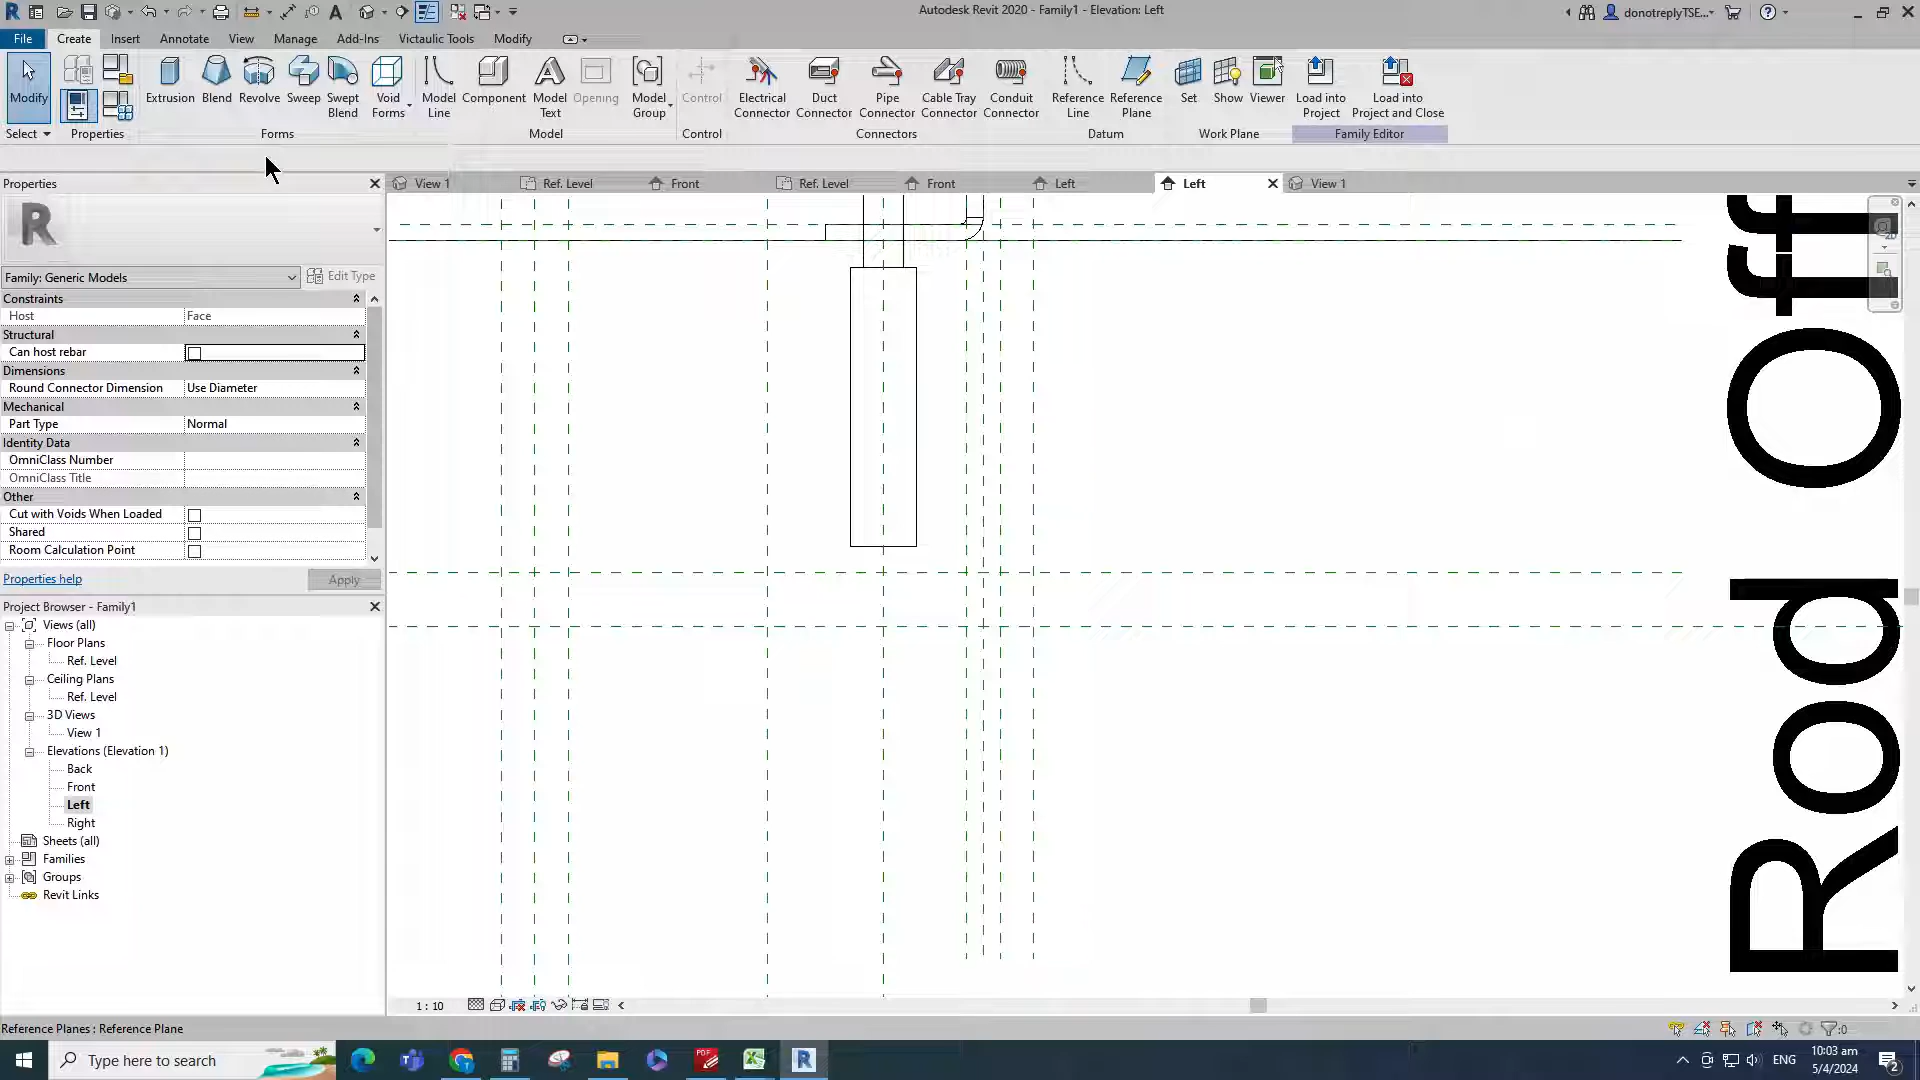 Autodesk Revit 2020 - Family1 - Elevation: Left
donotreplyTSE...
File Create Insert Annotate View Manage Add-Ins Victaulic Tools Modify
Modify Extrusion Blend Revolve Sweep Swept Blend Void Forms Model Line Component Model Text Opening Model Group Control Electrical Connector Duct Connector Pipe Connector Cable Tray Connector Conduit Connector Reference Line Reference Plane Set Show Viewer Load into Project Load into Project and Close
Select Properties Forms Model Control Connectors Datum Work Plane Family Editor
Properties
View 1 Ref. Level Front Ref. Level Front Left Left View 1
Family: Generic Models Edit Type
Constraints
Host Face
Structural
Can host rebar
Dimensions
Round Connector Dimension Use Diameter
Mechanical
Part Type Normal
Identity Data
OmniClass Number
OmniClass Title
Other
Cut with Voids When Loaded
Shared
Room Calculation Point
Properties help Apply
Project Browser - Family1
Views (all)
Floor Plans
Ref. Level
Ceiling Plans
Ref. Level
3D Views
View 1
Elevations (Elevation 1)
Back
Front
Left
Right
Sheets (all)
Families
Groups
Revit Links
Rod Off
1 : 10
Reference Planes : Reference Plane
:0
Type here to search
ENG
10:03 am
5/4/2024
2